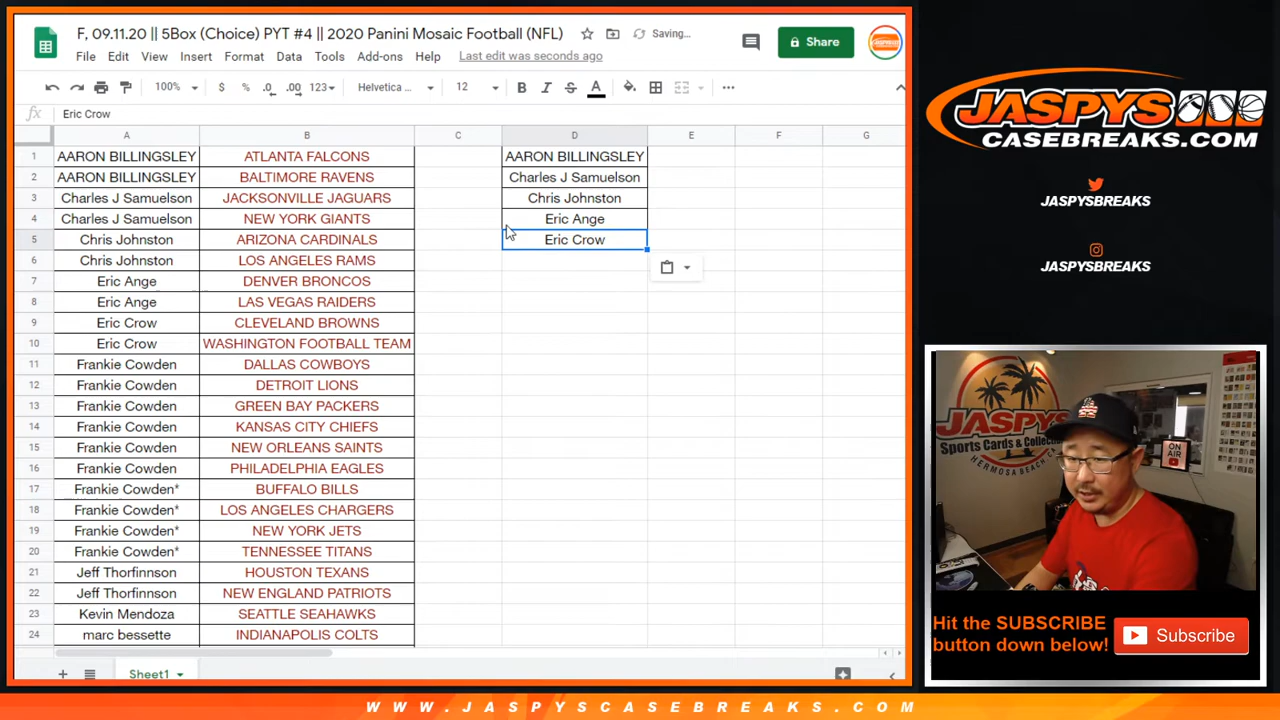 F, 09.11.20 || 5Box (Choice) PYT #4 || 2020 Panini Mosaic Football (NFL)
Saving...
Share
File Edit View Insert Format Data Tools Add-ons Help Last edit was seconds ago
100% $ % .0 .00 123 Helvetica ... 12 B I S A
fx Eric Crow
A B C D E F G
1 AARON BILLINGSLEY ATLANTA FALCONS AARON BILLINGSLEY
2 AARON BILLINGSLEY BALTIMORE RAVENS Charles J Samuelson
3 Charles J Samuelson JACKSONVILLE JAGUARS Chris Johnston
4 Charles J Samuelson NEW YORK GIANTS Eric Ange
5 Chris Johnston ARIZONA CARDINALS Eric Crow
6 Chris Johnston LOS ANGELES RAMS
7 Eric Ange DENVER BRONCOS
8 Eric Ange LAS VEGAS RAIDERS
9 Eric Crow CLEVELAND BROWNS
10 Eric Crow WASHINGTON FOOTBALL TEAM
11 Frankie Cowden DALLAS COWBOYS
12 Frankie Cowden DETROIT LIONS
13 Frankie Cowden GREEN BAY PACKERS
14 Frankie Cowden KANSAS CITY CHIEFS
15 Frankie Cowden NEW ORLEANS SAINTS
16 Frankie Cowden PHILADELPHIA EAGLES
17 Frankie Cowden* BUFFALO BILLS
18 Frankie Cowden* LOS ANGELES CHARGERS
19 Frankie Cowden* NEW YORK JETS
20 Frankie Cowden* TENNESSEE TITANS
21 Jeff Thorfinnson HOUSTON TEXANS
22 Jeff Thorfinnson NEW ENGLAND PATRIOTS
23 Kevin Mendoza SEATTLE SEAHAWKS
24 marc bessette INDIANAPOLIS COLTS
Sheet1
JASPYS
CASEBREAKS.COM
JASPYSBREAKS
JASPYSBREAKS
JASPYS
Sports Cards & Collec
HERMOSA BEACH
ON
AIR
Hit the SUBSCRIBE
button down below!
Subscribe
WWW.JASPYSCASEBREAKS.COM